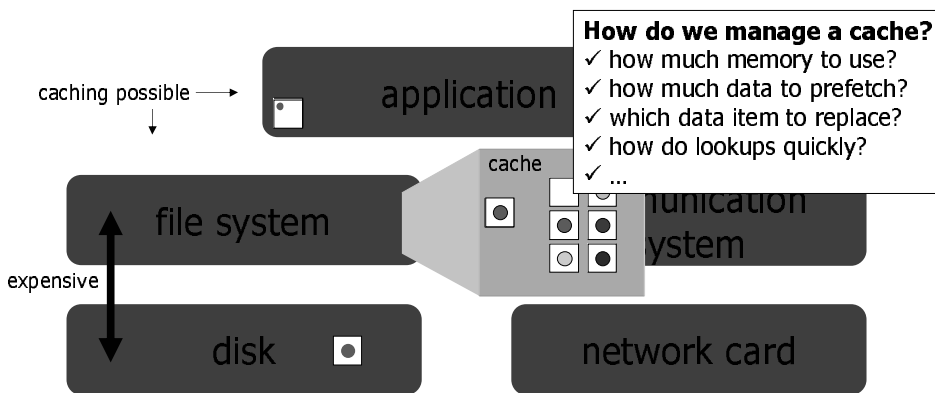 How do we manage a cache?
✓ how much memory to use?
✓ how much data to prefetch?
✓ which data item to replace?
✓ how do lookups quickly?
✓ ...
caching possible
application
cache
file system
unication
ystem
expensive
disk
network card